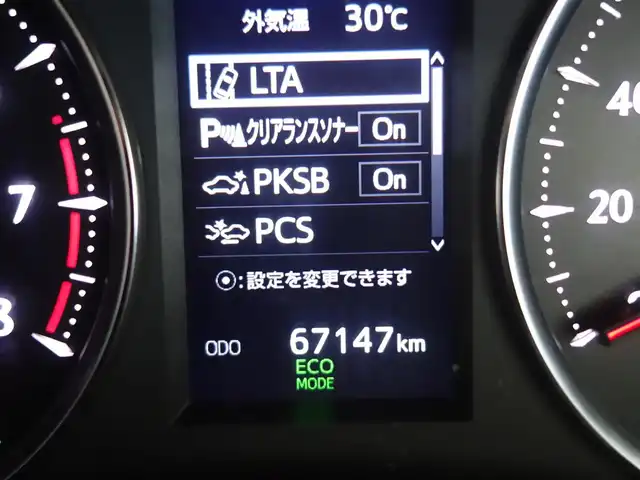 外気温 30℃
LTA
クリアランスソナー On
PKSB On
PCS
:設定を変更できます
ODO 67147km
ECO
MODE
7
8
40
20